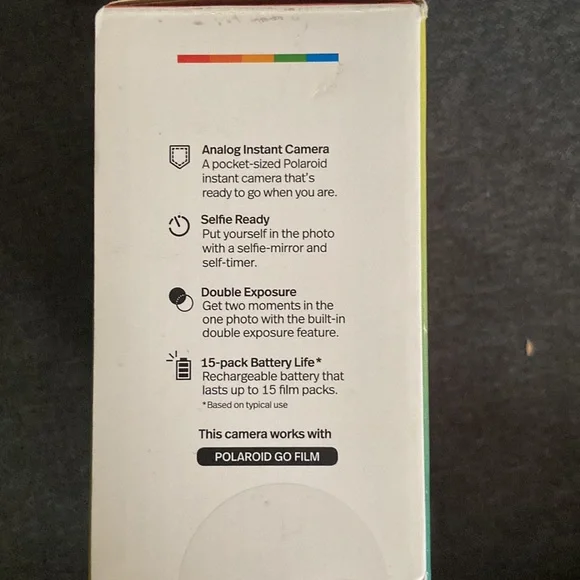 Analog Instant Camera
A pocket-sized Polaroid
instant camera that's
ready to go when you are.
Selfie Ready
Put yourself in the photo
with a selfie-mirror and
self-timer.
Double Exposure
Get two moments in the
one photo with the built-in
double exposure feature.
15-pack Battery Life*
Rechargeable battery that
lasts up to 15 film packs.
*Based on typical use
This camera works with
POLAROID GO FILM